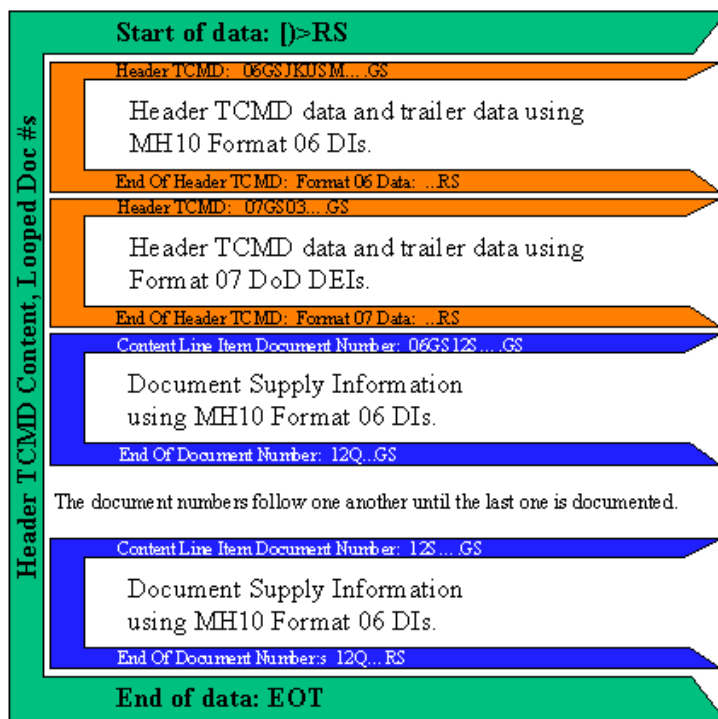 Start of data: [)>RS
Header TCMD Content, Looped Doc #s
Header TCMD: 06GSJKUSM.....GS
Header TCMD data and trailer data using
MH10 Format 06 DIs.
End Of Header TCMD: Format 06 Data: ...RS
Header TCMD: 07GS03....GS
Header TCMD data and trailer data using
Format 07 DoD DEIs.
End Of Header TCMD: Format 07 Data: ...RS
Content Line Item Document Number: 06GS12S.....GS
Document Supply Information
using MH10 Format 06 DIs.
End Of Document Number: 12Q...GS
The document numbers follow one another until the last one is documented.
Content Line Item Document Number: 12S.....GS
Document Supply Information
using MH10 Format 06 DIs.
End Of Document Number:s 12Q...RS
End of data: EOT